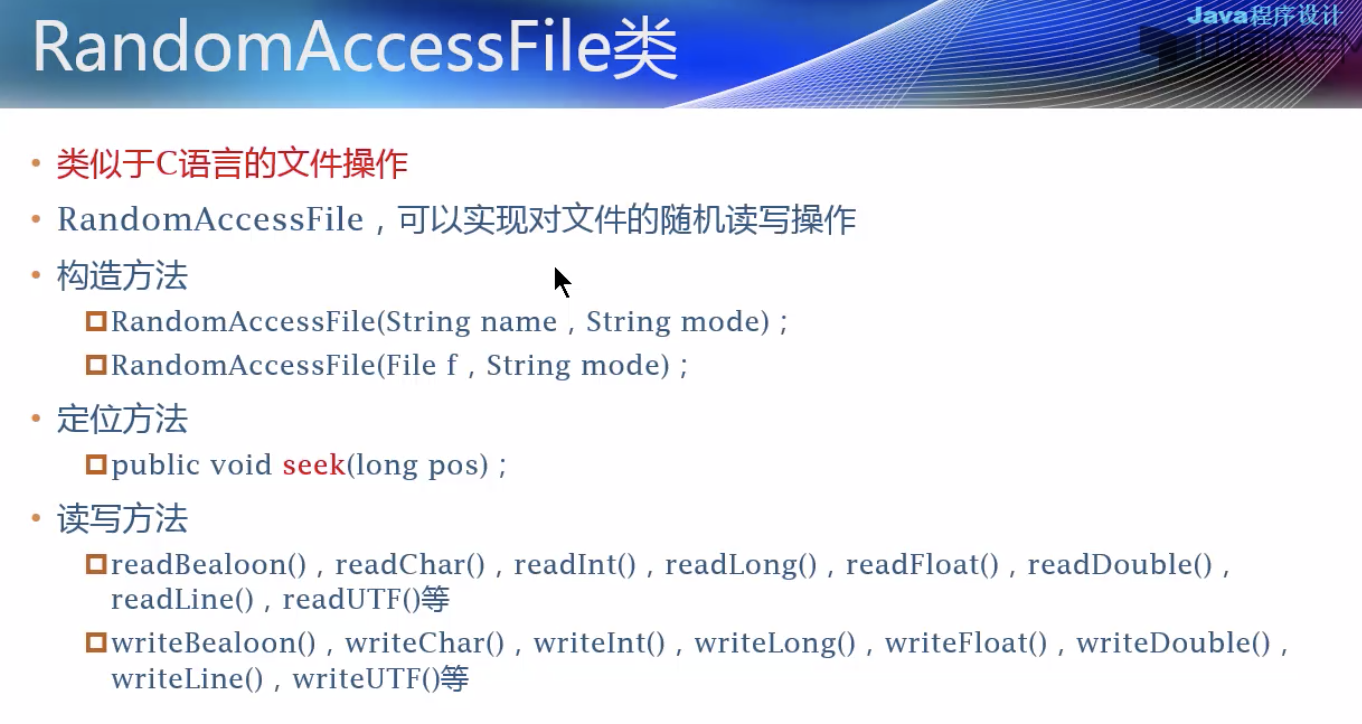 Java程序设计
RandomAccessFile类
• 类似于C语言的文件操作
• RandomAccessFile，可以实现对文件的随机读写操作
• 构造方法
RandomAccessFile(String name，String mode)；
RandomAccessFile(File f，String mode)；
• 定位方法
public void seek(long pos)；
• 读写方法
readBealoon()，readChar()，readInt()，readLong()，readFloat()，readDouble()，
readLine()，readUTF()等
writeBealoon()，writeChar()，writeInt()，writeLong()，writeFloat()，writeDouble()，
writeLine()，writeUTF()等